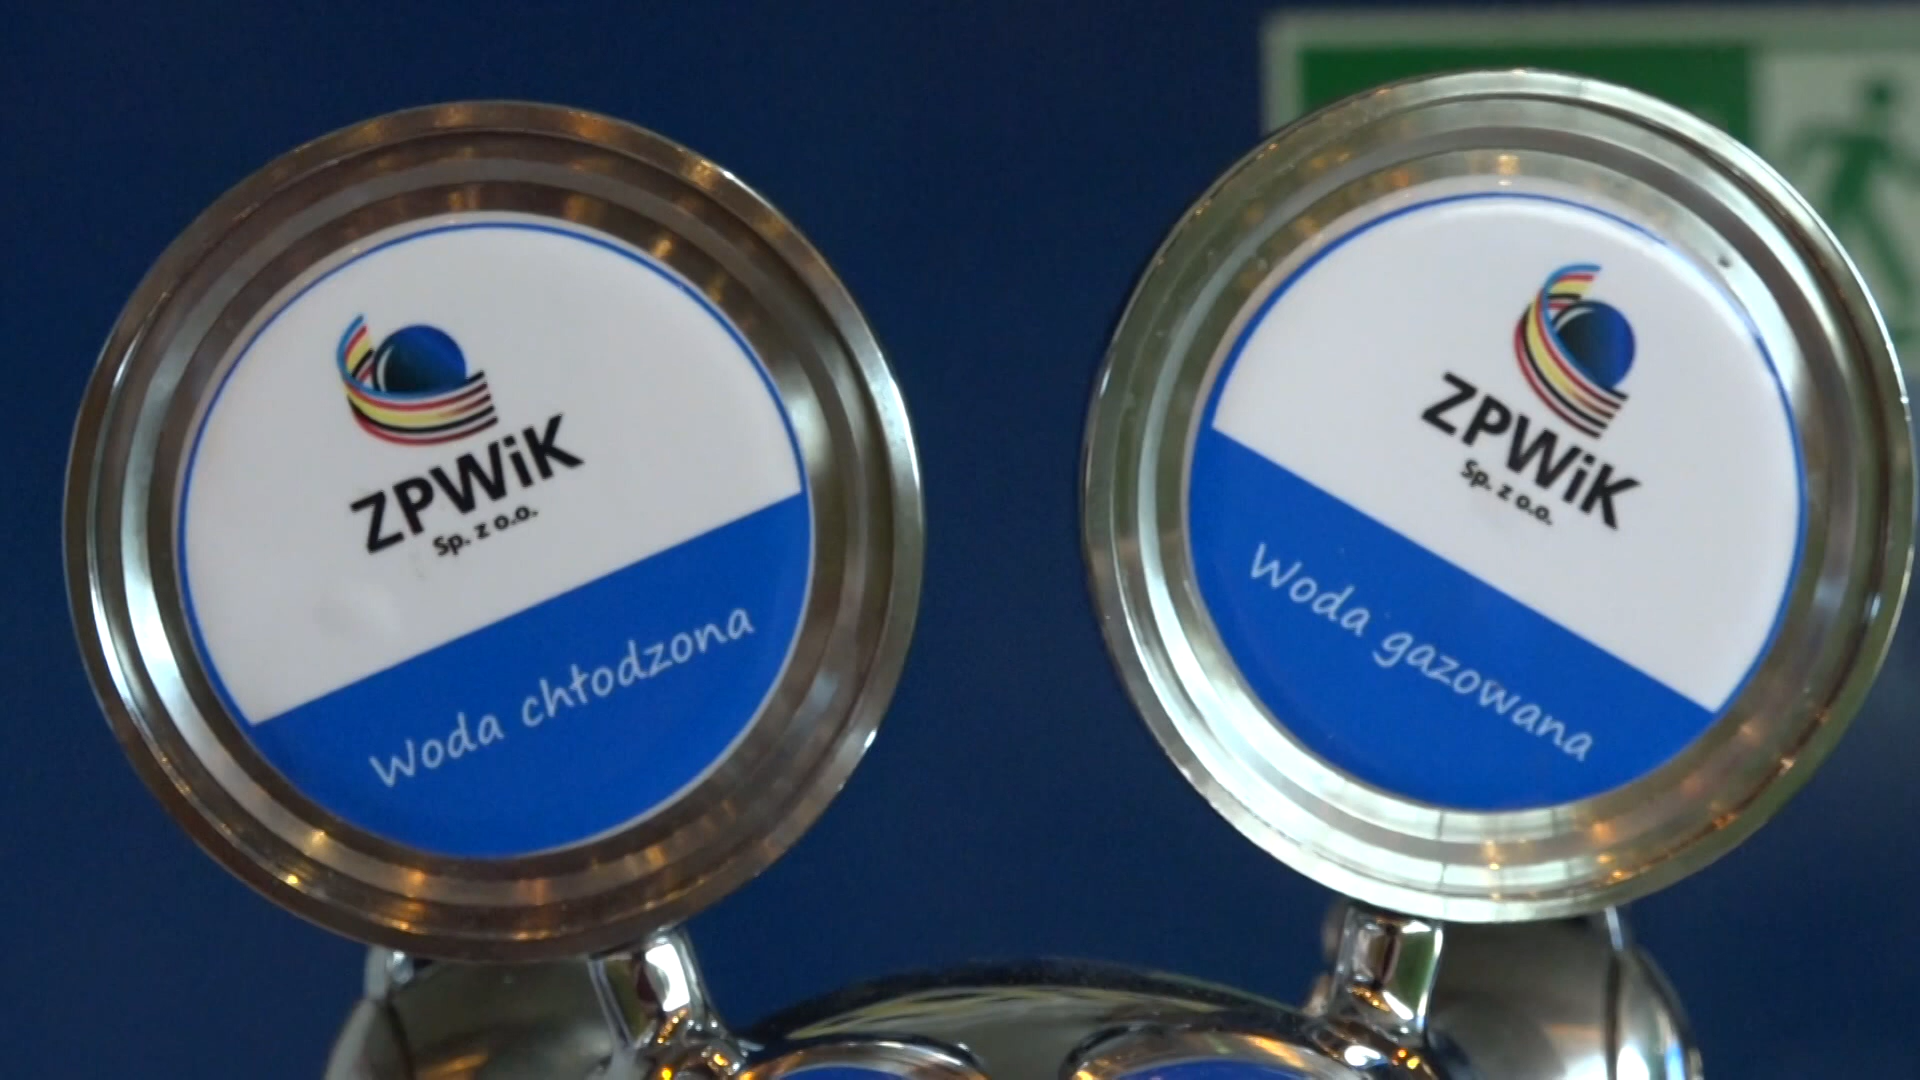 ZPWiK
Sp. z o.o.
Woda chłodzona
ZPWiK
Sp. z o.o.
Woda gazowana